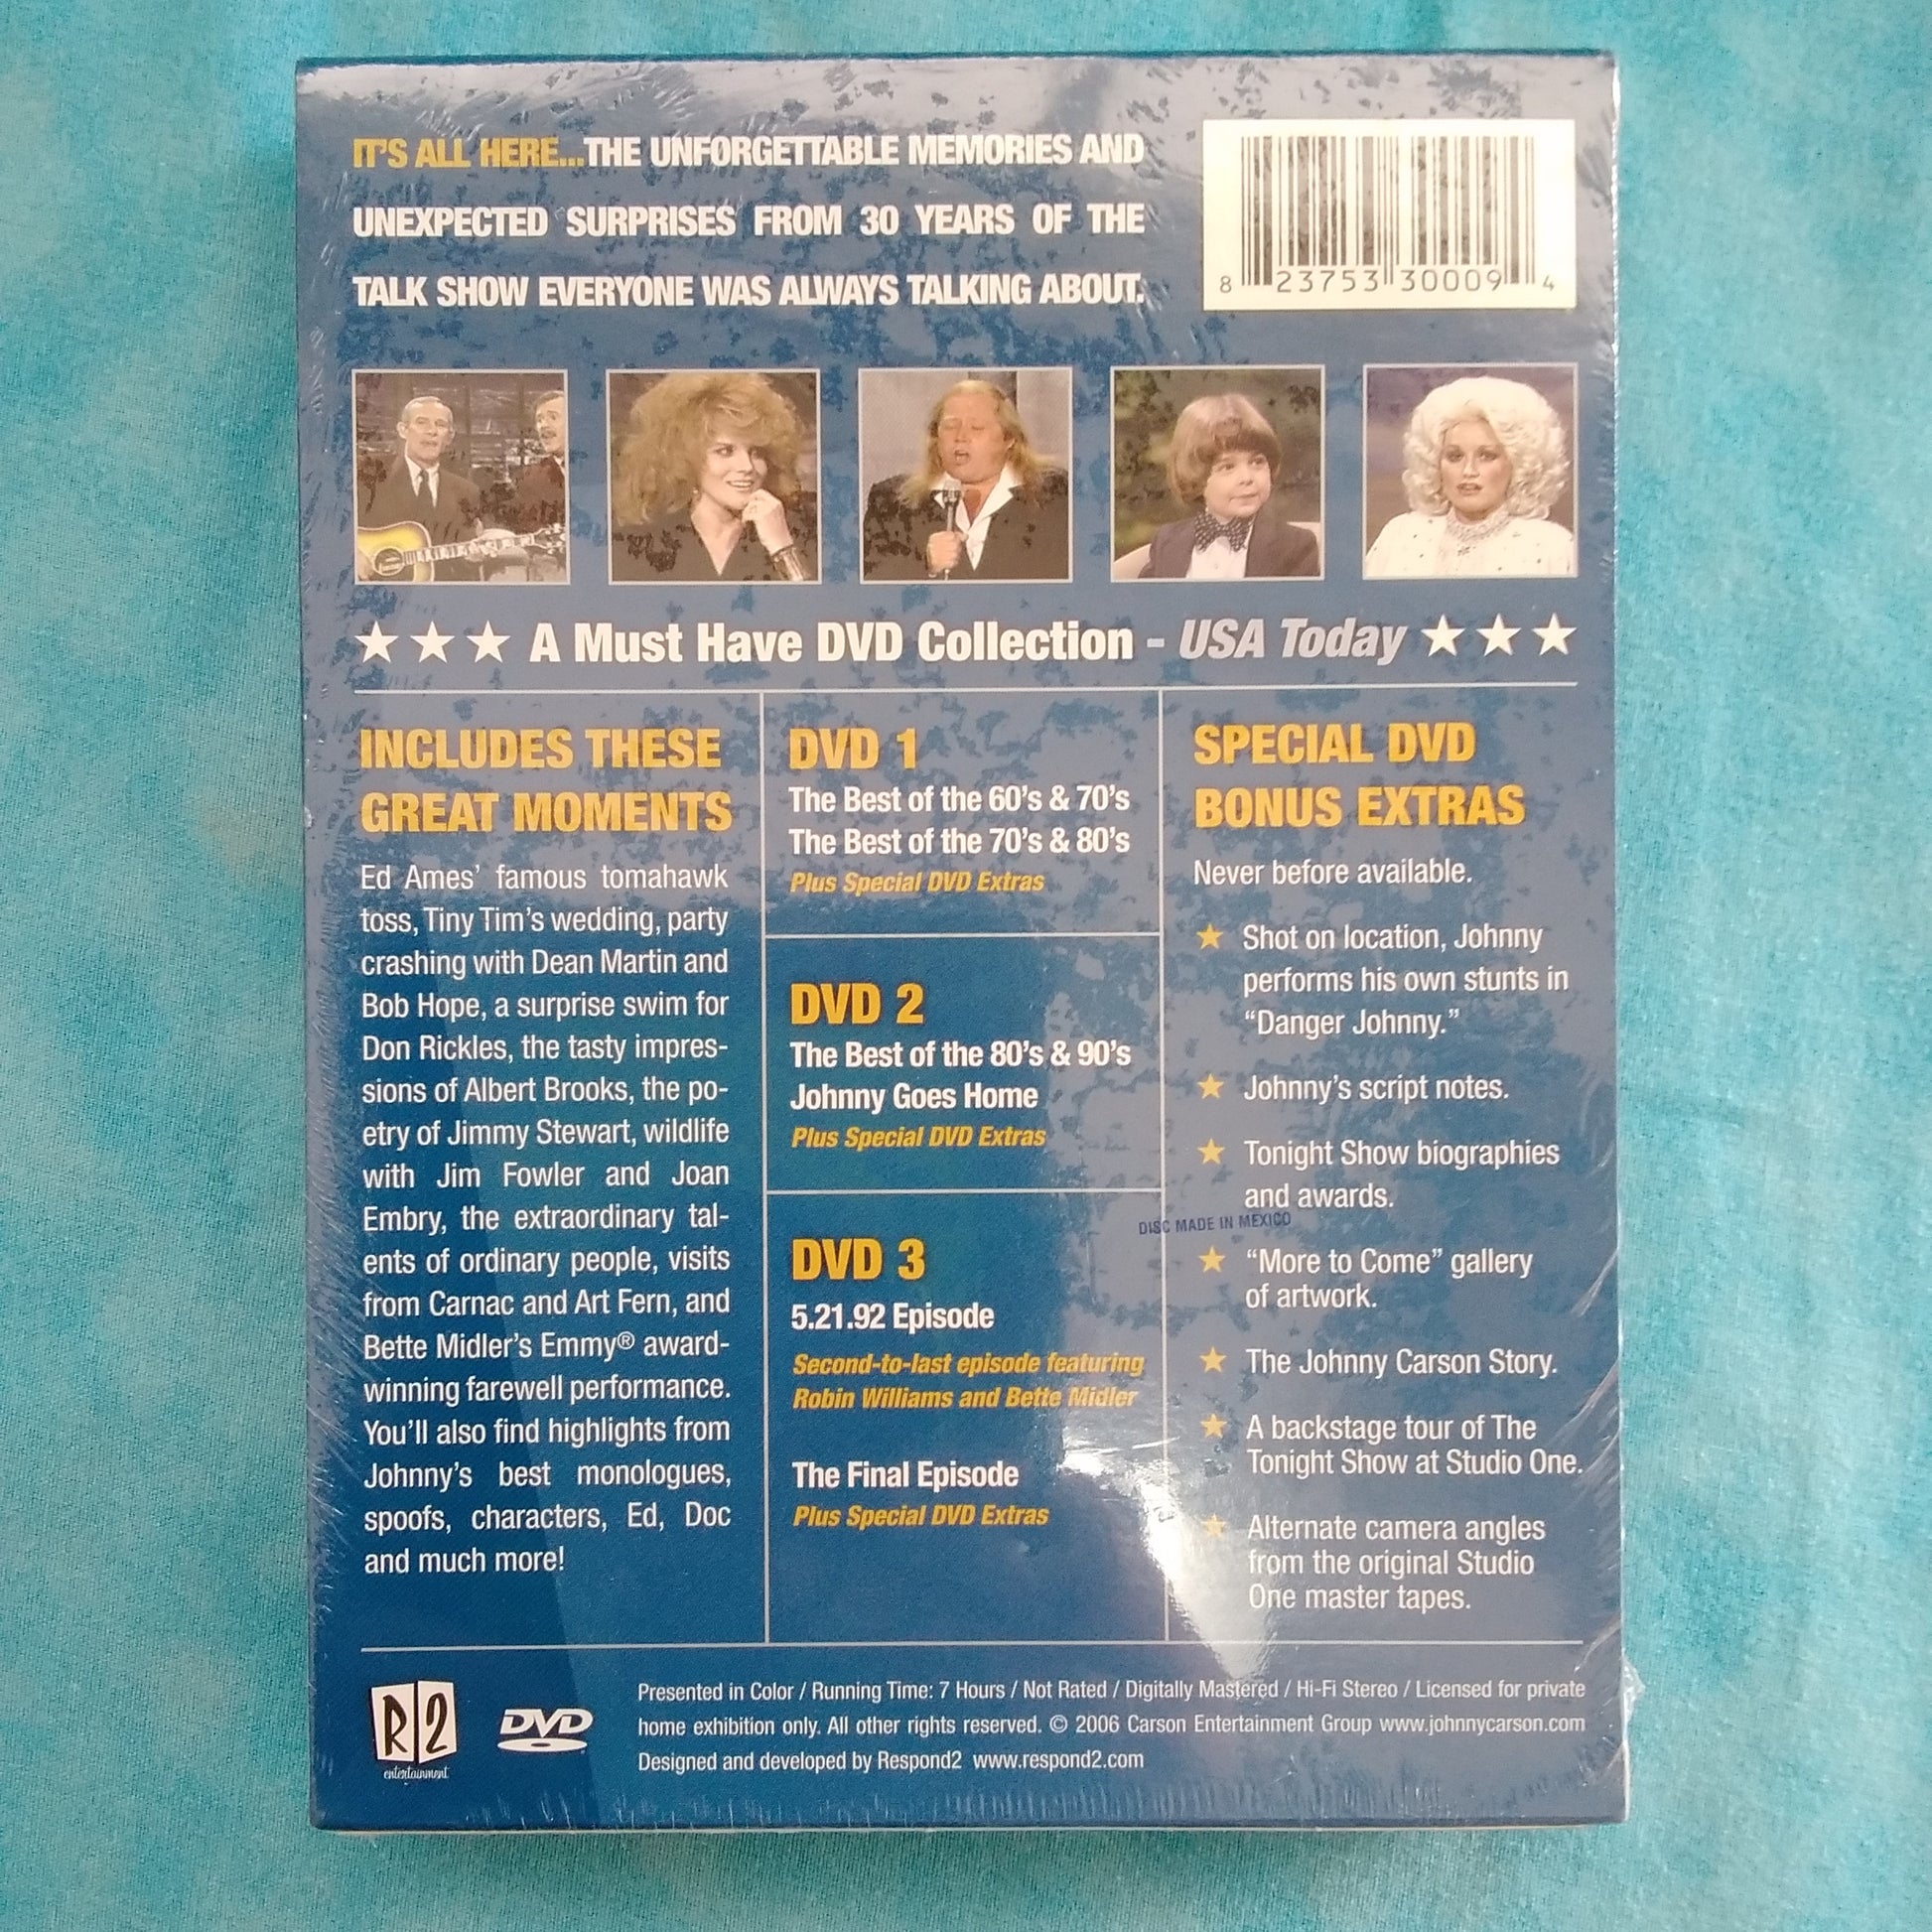 IT'S ALL HERE...THE UNFORGETTABLE MEMORIES AND
UNEXPECTED SURPRISES FROM 30 YEARS OF THE
TALK SHOW EVERYONE WAS ALWAYS TALKING ABOUT.
8 23753 30009 4
★ ★ ★ A Must Have DVD Collection - USA Today ★ ★ ★
INCLUDES THESE
GREAT MOMENTS
Ed Ames' famous tomahawk
toss, Tiny Tim's wedding, party
crashing with Dean Martin and
Bob Hope, a surprise swim for
Don Rickles, the tasty impres-
sions of Albert Brooks, the po-
etry of Jimmy Stewart, wildlife
with Jim Fowler and Joan
Embry, the extraordinary tal-
ents of ordinary people, visits
from Carnac and Art Fern, and
Bette Midler's Emmy® award-
winning farewell performance.
You'll also find highlights from
Johnny's best monologues,
spoofs, characters, Ed, Doc
and much more!
DVD 1
The Best of the 60's & 70's
The Best of the 70's & 80's
Plus Special DVD Extras
DVD 2
The Best of the 80's & 90's
Johnny Goes Home
Plus Special DVD Extras
DVD 3
5.21.92 Episode
Second-to-last episode featuring
Robin Williams and Bette Midler
The Final Episode
Plus Special DVD Extras
SPECIAL DVD
BONUS EXTRAS
Never before available.
★ Shot on location, Johnny
performs his own stunts in
"Danger Johnny."
★ Johnny's script notes.
★ Tonight Show biographies
and awards.
DISC MADE IN MEXICO
★ "More to Come" gallery
of artwork.
★ The Johnny Carson Story.
★ A backstage tour of The
Tonight Show at Studio One.
★ Alternate camera angles
from the original Studio
One master tapes.
R2
entertainment
DVD
Presented in Color / Running Time: 7 Hours / Not Rated / Digitally Mastered / Hi-Fi Stereo / Licensed for private
home exhibition only. All other rights reserved. © 2006 Carson Entertainment Group www.johnnycarson.com
Designed and developed by Respond2 www.respond2.com